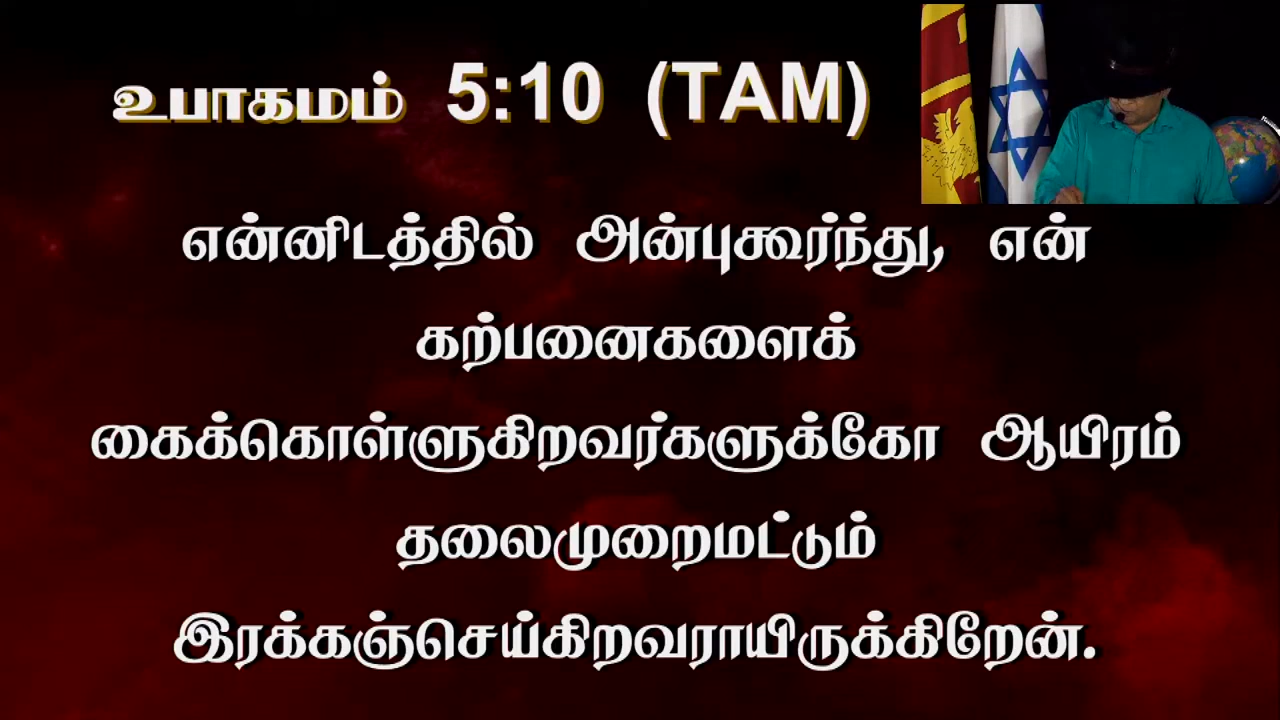 உபாகமம் 5:10 (TAM)
என்னிடத்தில் அன்புகூர்ந்து, என்
கற்பனைகளைக்
கைக்கொள்ளுகிறவர்களுக்கோ ஆயிரம்
தலைமுறைமட்டும்
இரக்கஞ்செய்கிறவராயிருக்கிறேன்.